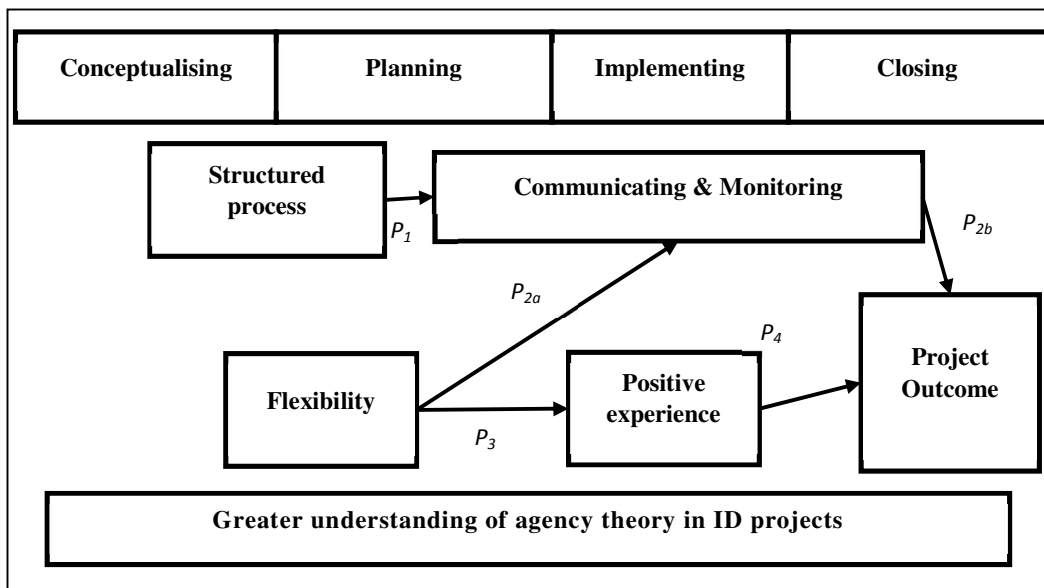 Conceptualising
Planning
Implementing
Closing
Structured
process
Communicating & Monitoring
P1
P2b
P2a
P4
Flexibility
Positive
experience
Project
Outcome
P3
Greater understanding of agency theory in ID projects